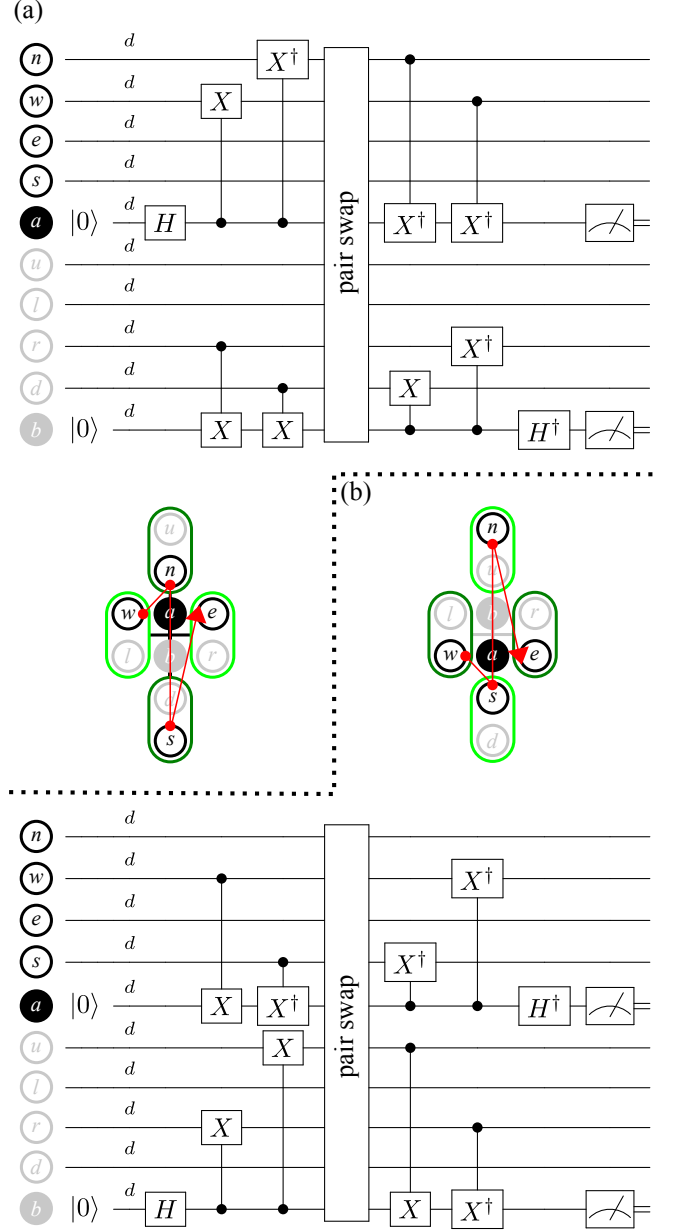 (a)
n d X†
w d X
e d
s d
a |0⟩ d H X† X†
u d
l d
r d X†
d d X
b |0⟩ d X X H†
pair swap
(b)
u
n
w a e
l b r
d
s
n
u
l b r
w a e
s
d
n d
w d X†
e d
s d X†
a |0⟩ d X X† H†
u d X
l d
r d X
d d
b |0⟩ d H X X†
pair swap